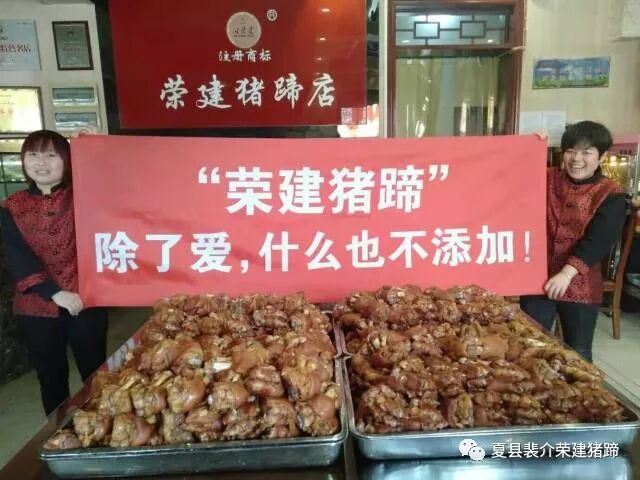 ®
注册商标
荣建猪蹄店
“荣建猪蹄”
除了爱,什么也不添加!
夏县裴介荣建猪蹄